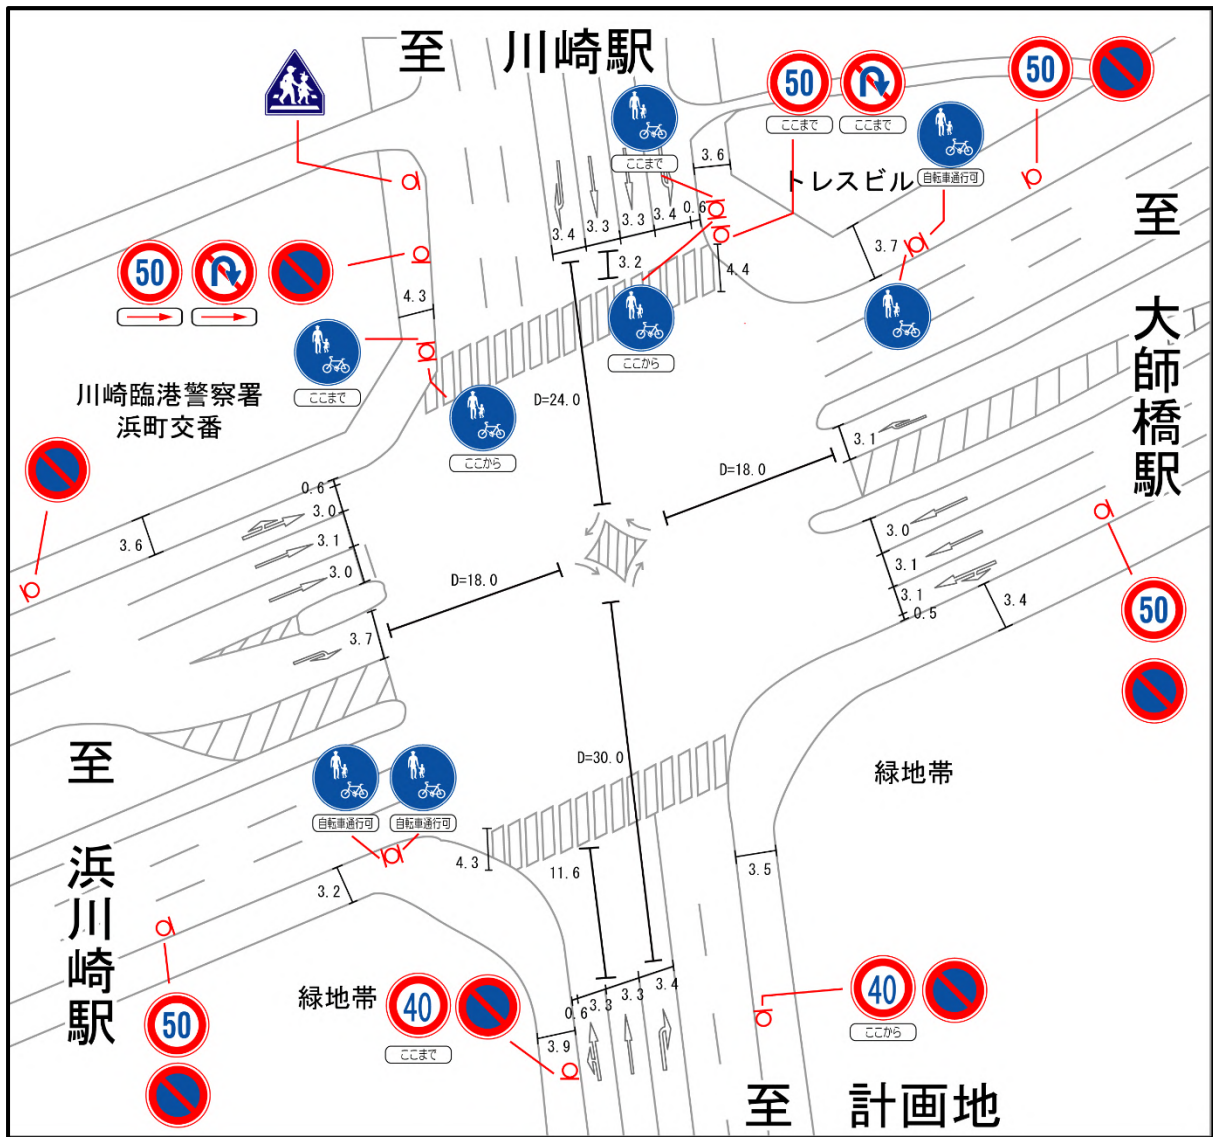 至 川崎駅
50
ここまで
ここまで
50
ここまで
自転車通行可
トレスビル
3.6
至 大師橋駅
3.4
3.3
3.3
3.4
0.6
3.2
4.4
3.7
50
4.3
ここまで
ここから
ここから
川崎臨港警察署
浜町交番
D=24.0
D=18.0
3.1
0.6
3.0
3.1
3.0
3.6
D=18.0
3.7
3.0
3.1
3.1
0.5
3.4
50
至 浜川崎駅
D=30.0
緑地帯
自転車通行可
自転車通行可
4.3
11.6
3.5
3.2
緑地帯
50
40
ここまで
0.6
3.3
3.3
3.4
3.9
40
ここから
至 計画地